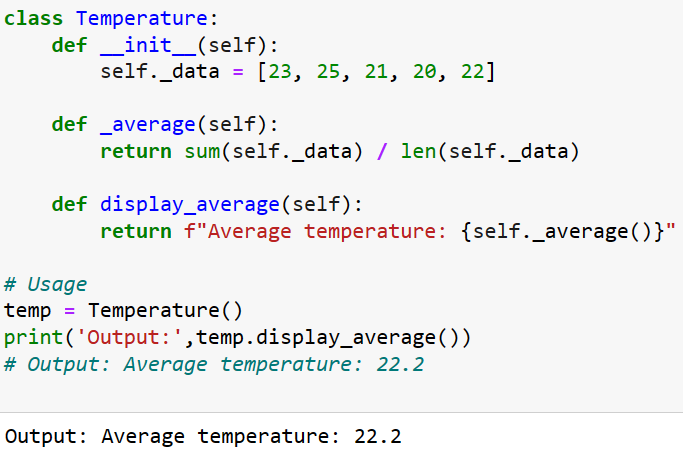 class Temperature:
    def __init__(self):
        self._data = [23, 25, 21, 20, 22]

    def _average(self):
        return sum(self._data) / len(self._data)

    def display_average(self):
        return f"Average temperature: {self._average()}"

# Usage
temp = Temperature()
print('Output:',temp.display_average())
# Output: Average temperature: 22.2

Output: Average temperature: 22.2